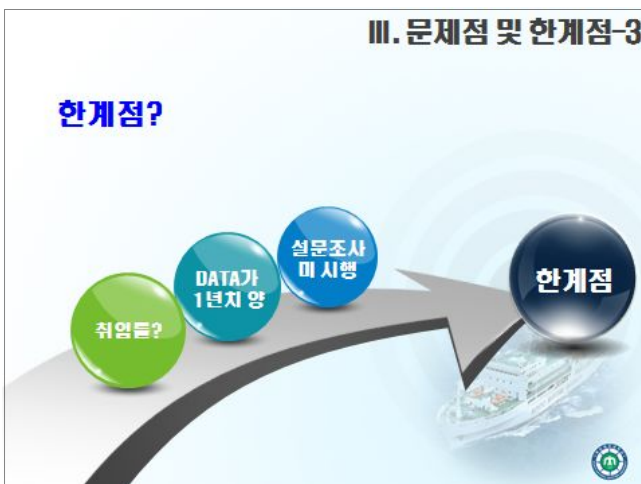 Ⅲ. 문제점 및 한계점-3
한계점?
설문조사
미 시행
DATA가
1년치 양
취업률?
한계점